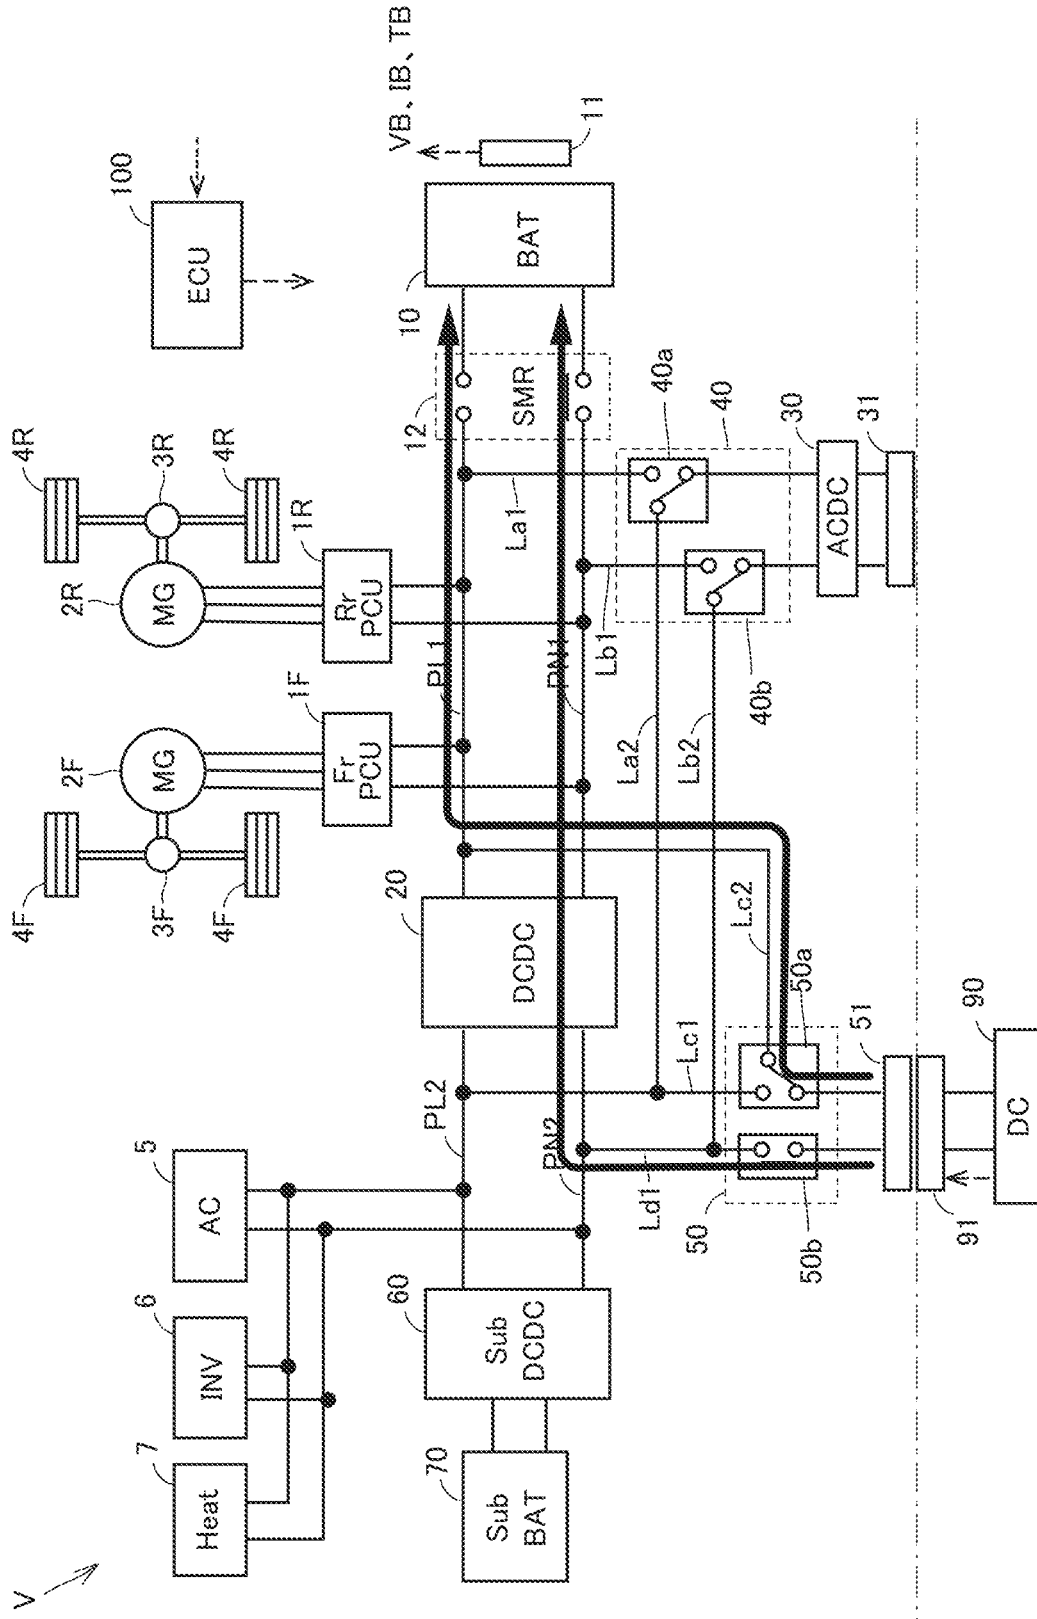 V
7
Heat
6
INV
5
AC
4F
3F
4F
2F
MG
1F
Fr
PCU
2R
MG
4R
3R
4R
1R
Rr
PCU
100
ECU
VB、IB、TB
11
10
BAT
12
SMR
PL1
PN1
20
DCDC
PL2
PN2
60
Sub
DCDC
70
Sub
BAT
La1
Lb1
La2
Lb2
40a
40
40b
30
ACDC
31
Lc2
Lc1
Ld1
50a
50
50b
51
90
91
DC